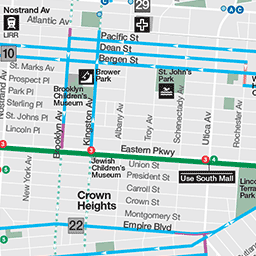 Nostrand Av
Atlantic Av
LIRR
29
Pacific St
Dean St
Bergen St
10
St. Marks Av
Prospect Pl
Park Pl
Sterling Pl
St. Johns Pl
Lincoln Pl
Brower
Park
Brooklyn
Children's
Museum
St. John's
Park
Nostrand Av
Brooklyn Av
Kingston Av
Albany Av
Troy Av
Schenectady Av
Utica Av
Rochester Av
Eastern Pkwy
3
3
4
Jewish
Children's
Museum
Union St
President St
Use South Mall
Lincoln
Terra
Park
New York Av
Carroll St
Crown St
Crown
Heights
Montgomery St
22
Empire Blvd